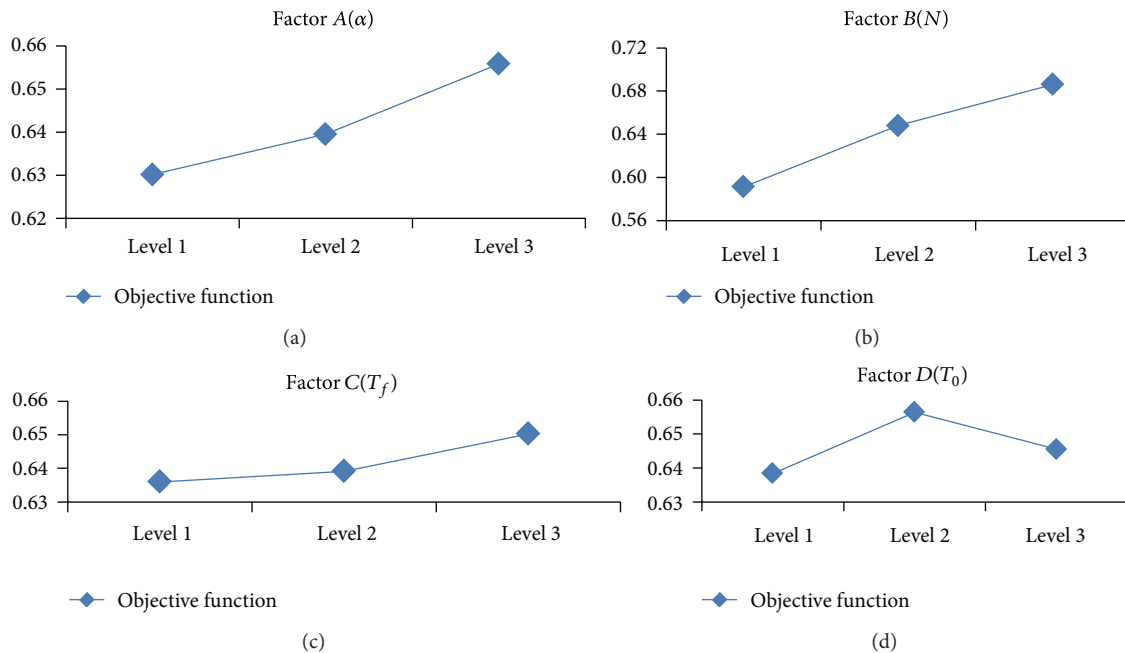 Factor A(α)
0.66
0.65
0.64
0.63
0.62
Level 1 Level 2 Level 3
Objective function
(a)
Factor B(N)
0.72
0.68
0.64
0.60
0.56
Level 1 Level 2 Level 3
Objective function
(b)
Factor C(T_f)
0.66
0.65
0.64
0.63
Level 1 Level 2 Level 3
Objective function
(c)
Factor D(T_0)
0.66
0.65
0.64
0.63
Level 1 Level 2 Level 3
Objective function
(d)